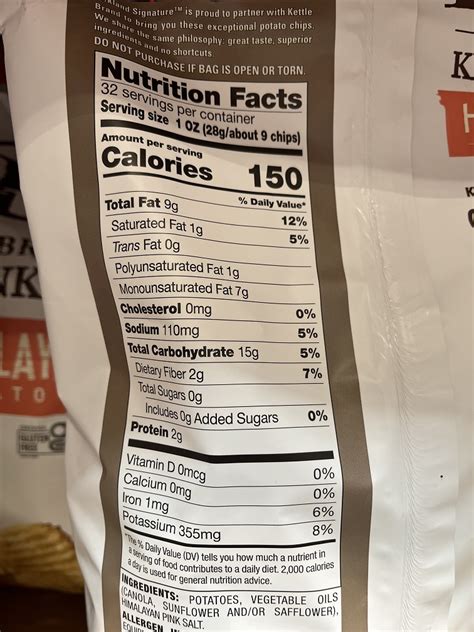 kland Signature™ is proud to partner with Kettle
Brand to bring you these exceptional potato chips.
We share the same philosophy: great taste, superior
ingredients and no shortcuts.
DO NOT PURCHASE IF BAG IS OPEN OR TORN.
Nutrition Facts
32 servings per container
Serving size 1 OZ (28g/about 9 chips)
Amount per serving
Calories 150
% Daily Value*
Total Fat 9g 12%
Saturated Fat 1g 5%
Trans Fat 0g
Polyunsaturated Fat 1g
Monounsaturated Fat 7g
Cholesterol 0mg 0%
Sodium 110mg 5%
Total Carbohydrate 15g 5%
Dietary Fiber 2g 7%
Total Sugars 0g
Includes 0g Added Sugars 0%
Protein 2g
Vitamin D 0mcg 0%
Calcium 0mg 0%
Iron 1mg 6%
Potassium 355mg 8%
*The % Daily Value (DV) tells you how much a nutrient in
a serving of food contributes to a daily diet. 2,000 calories
a day is used for general nutrition advice.
INGREDIENTS: POTATOES, VEGETABLE OILS
(CANOLA, SUNFLOWER AND/OR SAFFLOWER),
HIMALAYAN PINK SALT.
ALLERGEN
GLUTEN
FREE